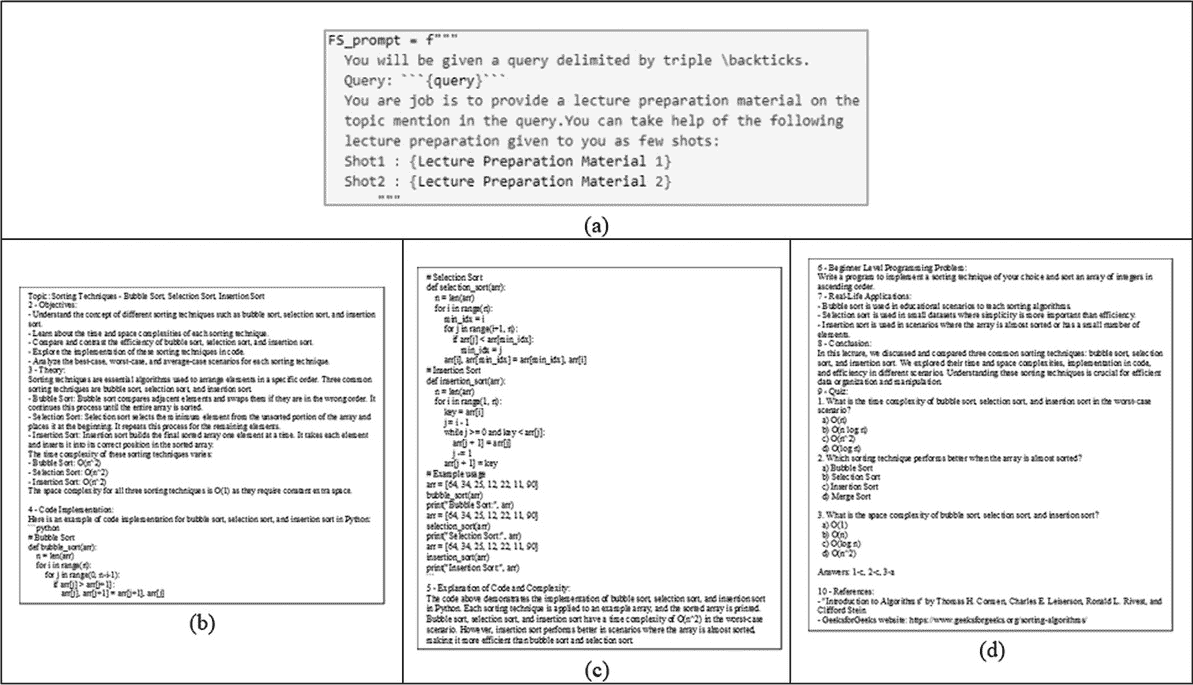 FS_prompt = f"""
You will be given a query delimited by triple \backticks.
Query: ```{query}```
You are job is to provide a lecture preparation material on the
topic mention in the query.You can take help of the following
lecture preparation given to you as few shots:
Shot1 : {Lecture Preparation Material 1}
Shot2 : {Lecture Preparation Material 2}
"""
(a)
Topic: Sorting Techniques - Bubble Sort, Selection Sort, Insertion Sort
2 - Objectives:
- Understand the concept of different sorting techniques such as bubble sort, selection sort, and insertion
sort.
- Learn about the time and space complexities of each sorting technique.
- Compare and contrast the efficiency of bubble sort, selection sort, and insertion sort.
- Explore the implementation of these sorting techniques in code.
- Analyze the best-case, worst-case, and average-case scenarios for each sorting technique.
3 - Theory:
Sorting techniques are essential algorithms used to arrange elements in a specific order. Three common
sorting techniques are bubble sort, selection sort, and insertion sort.
- Bubble Sort: Bubble sort compares adjacent elements and swaps them if they are in the wrong order. It
continues this process until the entire array is sorted.
- Selection Sort: Selection sort selects the minimum element from the unsorted portion of the array and
places it at the beginning. It repeats this process for the remaining elements.
- Insertion Sort: Insertion sort builds the final sorted array one element at a time. It takes each element
and inserts it into its correct position in the sorted array.
The time complexity of these sorting techniques varies:
- Bubble Sort: O(n^2)
- Selection Sort: O(n^2)
- Insertion Sort: O(n^2)
The space complexity for all three sorting techniques is O(1) as they require constant extra space.
4 - Code Implementation:
Here is an example of code implementation for bubble sort, selection sort, and insertion sort in Python:
```python
# Bubble Sort
def bubble_sort(arr):
n = len(arr)
for i in range(n):
for j in range(0, n-i-1):
if arr[j] > arr[j+1]:
arr[j], arr[j+1] = arr[j+1], arr[j]
(b)
# Selection Sort
def selection_sort(arr):
n = len(arr)
for i in range(n):
min_idx = i
for j in range(i+1, n):
if arr[j] < arr[min_idx]:
min_idx = j
arr[i], arr[min_idx] = arr[min_idx], arr[i]
# Insertion Sort
def insertion_sort(arr):
n = len(arr)
for i in range(1, n):
key = arr[i]
j = i - 1
while j >= 0 and key < arr[j]:
arr[j + 1] = arr[j]
j -= 1
arr[j + 1] = key
# Example usage
arr = [64, 34, 25, 12, 22, 11, 90]
bubble_sort(arr)
print("Bubble Sort:", arr)
arr = [64, 34, 25, 12, 22, 11, 90]
selection_sort(arr)
print("Selection Sort:", arr)
arr = [64, 34, 25, 12, 22, 11, 90]
insertion_sort(arr)
print("Insertion Sort:", arr)
```
5 - Explanation of Code and Complexity:
The code above demonstrates the implementation of bubble sort, selection sort, and insertion sort
in Python. Each sorting technique is applied to an example array, and the sorted array is printed.
Bubble sort, selection sort, and insertion sort have a time complexity of O(n^2) in the worst-case
scenario. However, insertion sort performs better in scenarios where the array is almost sorted,
making it more efficient than bubble sort and selection sort.
(c)
6 - Beginner Level Programming Problem:
Write a program to implement a sorting technique of your choice and sort an array of integers in
ascending order.
7 - Real-Life Applications:
- Bubble sort is used in educational scenarios to teach sorting algorithms.
- Selection sort is used in small datasets where simplicity is more important than efficiency.
- Insertion sort is used in scenarios where the array is almost sorted or has a small number of
elements.
8 - Conclusion:
In this lecture, we discussed and compared three common sorting techniques: bubble sort, selection
sort, and insertion sort. We explored their time and space complexities, implementation in code,
and efficiency in different scenarios. Understanding these sorting techniques is crucial for efficient
data organization and manipulation.
9 - Quiz:
1. What is the time complexity of bubble sort, selection sort, and insertion sort in the worst-case
scenario?
a) O(n)
b) O(n log n)
c) O(n^2)
d) O(log n)
2. Which sorting technique performs better when the array is almost sorted?
a) Bubble Sort
b) Selection Sort
c) Insertion Sort
d) Merge Sort
3. What is the space complexity of bubble sort, selection sort, and insertion sort?
a) O(1)
b) O(n)
c) O(log n)
d) O(n^2)
Answers: 1-c, 2-c, 3-a
10 - References:
- "Introduction to Algorithms" by Thomas H. Cormen, Charles E. Leiserson, Ronald L. Rivest, and
Clifford Stein
- GeeksforGeeks website: https://www.geeksforgeeks.org/sorting-algorithms/
(d)